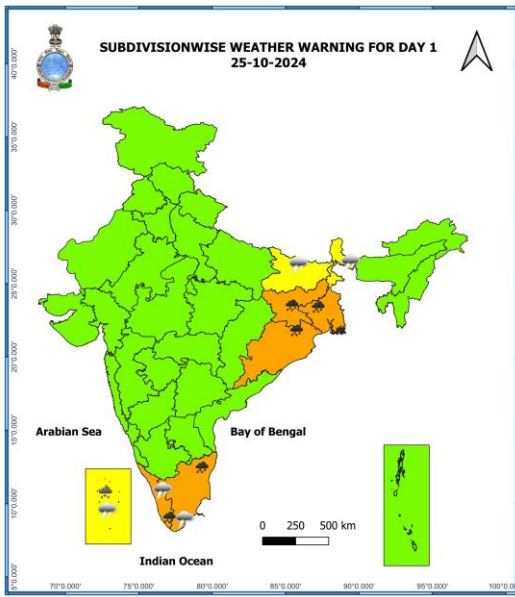 SUBDIVISIONWISE WEATHER WARNING FOR DAY 1
25-10-2024
40°0.000'
35°0.000'
30°0.000'
25°0.000'
20°0.000'
15°0.000'
10°0.000'
5°0.000'
Arabian Sea
Bay of Bengal
0 250 500 km
Indian Ocean
70°0.000' 75°0.000' 80°0.000' 85°0.000' 90°0.000' 95°0.000' 100°0.0